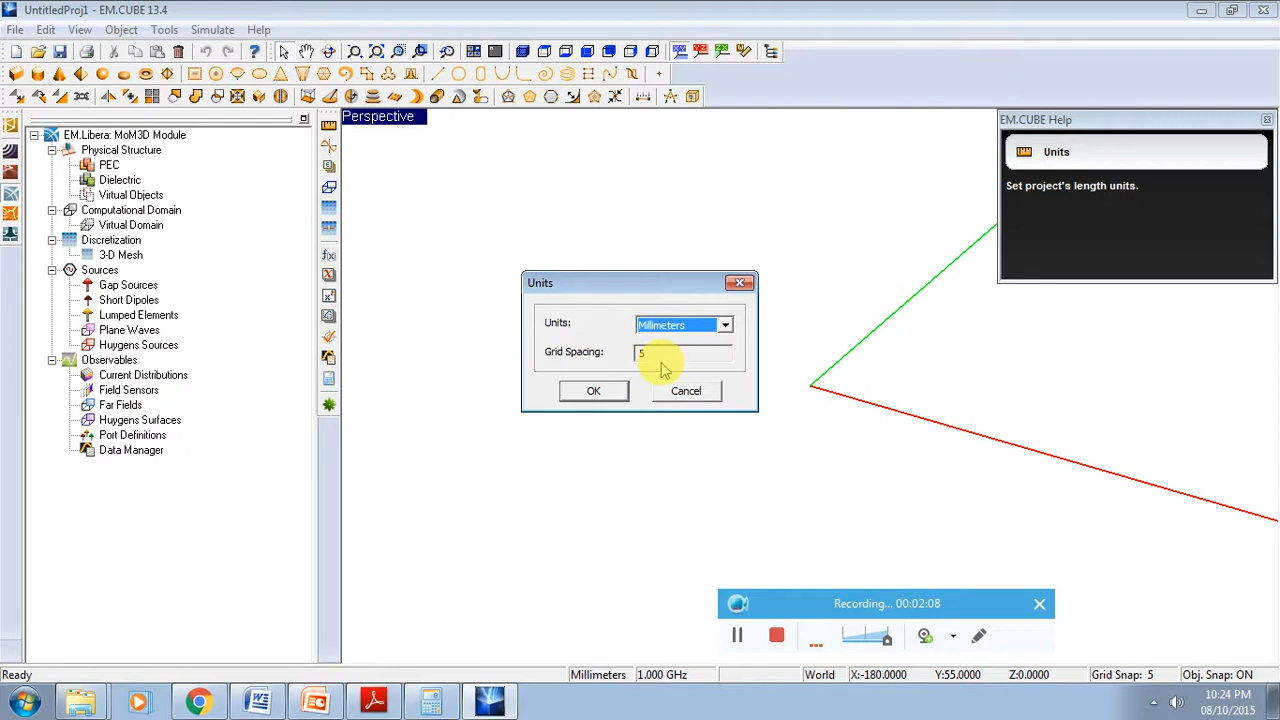 UntitledProj1 - EM.CUBE 13.4
File Edit View Object Tools Simulate Help
EM.Libera: MoM3D Module
Physical Structure
PEC
Dielectric
Virtual Objects
Computational Domain
Virtual Domain
Discretization
3-D Mesh
Sources
Gap Sources
Short Dipoles
Lumped Elements
Plane Waves
Huygens Sources
Observables
Current Distributions
Field Sensors
Far Fields
Huygens Surfaces
Port Definitions
Data Manager
Perspective
EM.CUBE Help
Units
Set project's length units.
Units
Units: Millimeters
Grid Spacing: 5
OK Cancel
Recording... 00:02:08
Ready Millimeters 1.000 GHz World X:-180.0000 Y:55.0000 Z:0.0000 Grid Snap: 5 Obj. Snap: ON
10:24 PM
08/10/2015